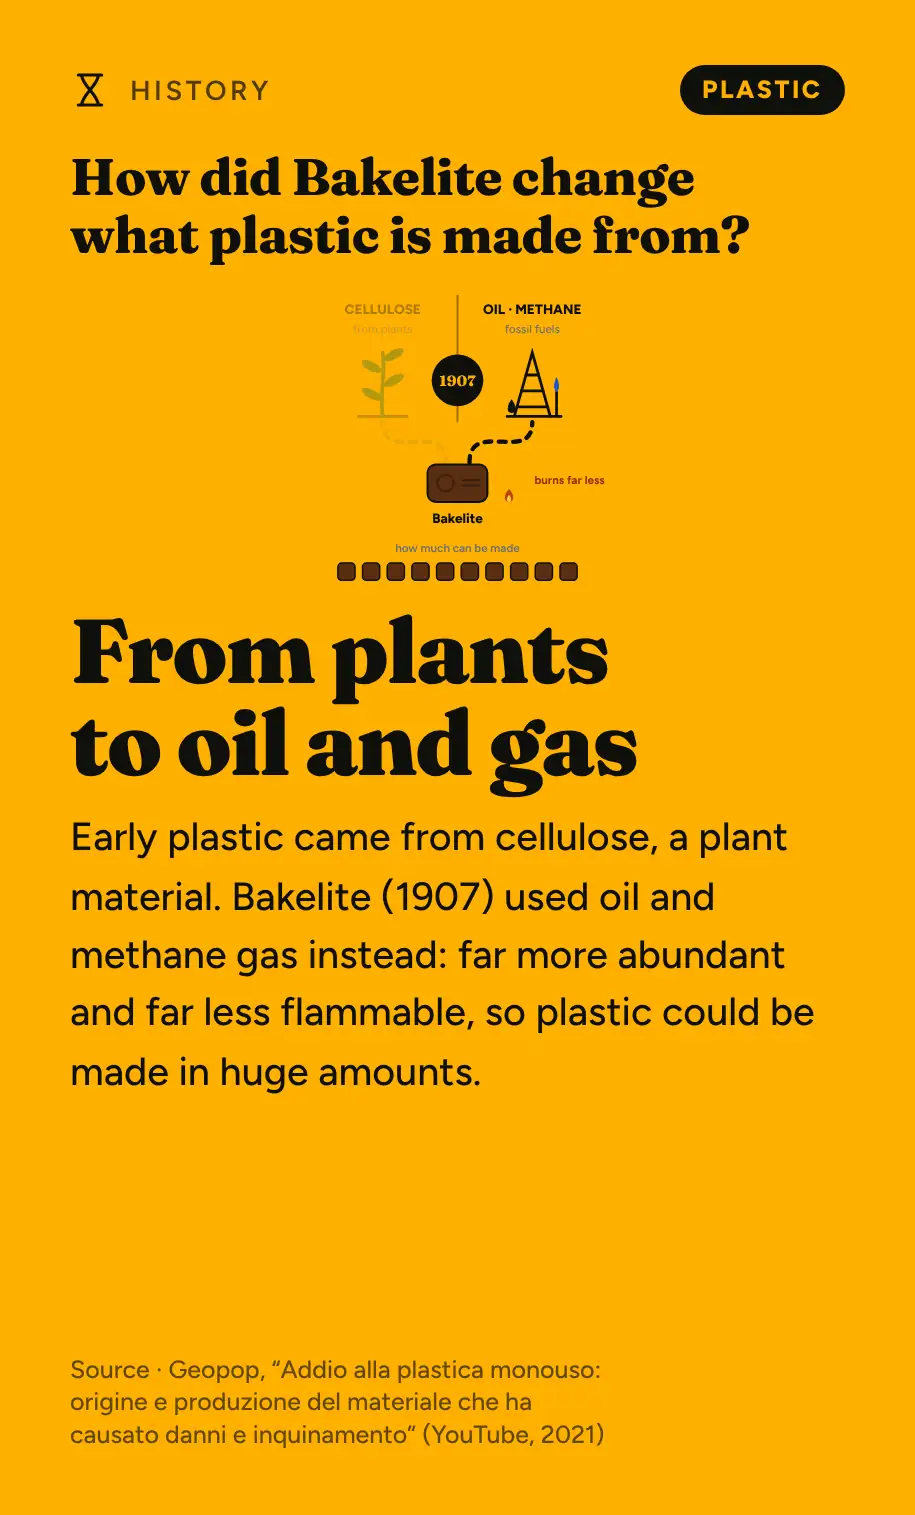 HISTORY
PLASTIC
How did Bakelite change
what plastic is made from?
CELLULOSE
from plants
OIL · METHANE
fossil fuels
1907
burns far less
Bakelite
how much can be made
From plants
to oil and gas
Early plastic came from cellulose, a plant
material. Bakelite (1907) used oil and
methane gas instead: far more abundant
and far less flammable, so plastic could be
made in huge amounts.
Source · Geopop, “Addio alla plastica monouso:
origine e produzione del materiale che ha
causato danni e inquinamento“ (YouTube, 2021)